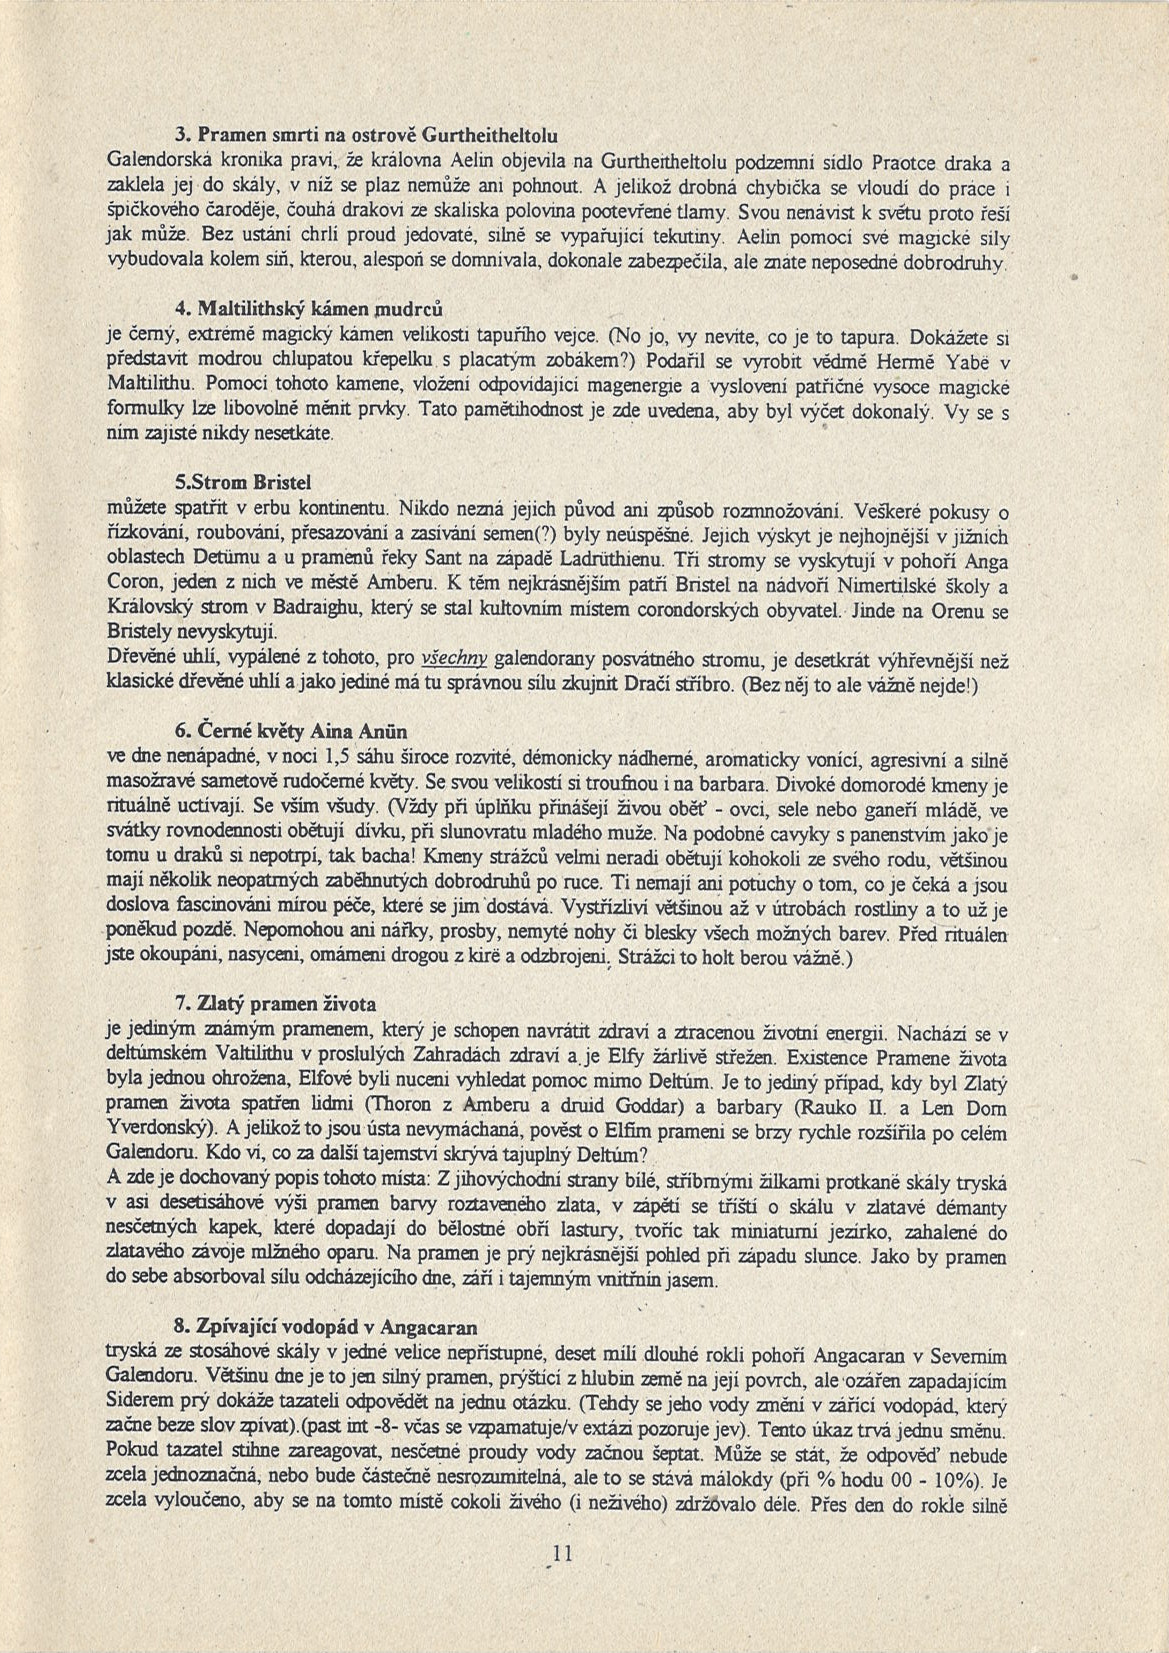 3. Pramen smrti na ostrově Gurtheitheltolu
Galendorská kronika praví, že královna Aelin objevila na Gurtheitheltolu podzemní sídlo Praotce draka a
zaklela jej do skály, v níž se plaz nemůže ani pohnout. A jelikož drobná chybička se vloudí do práce i
špičkového čaroděje, čouhá drakovi ze skaliska polovina pootevřené tlamy. Svou nenávist k světu proto řeší
jak může. Bez ustání chrlí proud jedovaté, silně se vypařující tekutiny. Aelin pomocí své magické síly
vybudovala kolem síň, kterou, alespoň se domnívala, dokonale zabezpečila, ale znáte neposedné dobrodruhy.
4. Maltilithský kámen mudrců
je černý, extrémě magický kámen velikosti tapuřího vejce. (No jo, vy nevíte, co je to tapura. Dokážete si
představit modrou chlupatou křepelku s placatým zobákem?) Podařil se vyrobit vědmě Hermě Yabë v
Maltilithu. Pomocí tohoto kamene, vložení odpovídající magenergie a vyslovení patřičné vysoce magické
formulky lze libovolně měnit prvky. Tato pamětihodnost je zde uvedena, aby byl výčet dokonalý. Vy se s
ním zajisté nikdy nesetkáte.
5.Strom Bristel
můžete spatřit v erbu kontinentu. Nikdo nezná jejich původ ani způsob rozmnožování. Veškeré pokusy o
řízkování, roubování, přesazování a zasívání semen(?) byly neúspěšné. Jejich výskyt je nejhojnější v jižních
oblastech Detümu a u pramenů řeky Sant na západě Ladrüthienu. Tři stromy se vyskytují v pohoří Anga
Coron, jeden z nich ve městě Amberu. K těm nejkrásnějším patří Bristel na nádvoří Nimertilské školy a
Královský strom v Badraighu, který se stal kultovním místem corondorských obyvatel. Jinde na Orenu se
Bristely nevyskytují.
Dřevěné uhlí, vypálené z tohoto, pro všechny galendorany posvátného stromu, je desetkrát výhřevnější než
klasické dřevěné uhlí a jako jediné má tu správnou sílu zkujnit Dračí stříbro. (Bez něj to ale vážně nejde!)
6. Černé květy Aina Anün
ve dne nenápadné, v noci 1,5 sáhu široce rozvité, démonicky nádherné, aromaticky vonící, agresivní a silně
masožravé sametově rudočerné květy. Se svou velikostí si troufnou i na barbara. Divoké domorodé kmeny je
rituálně uctívají. Se vším všudy. (Vždy při úplňku přinášejí živou oběť - ovci, sele nebo ganeří mládě, ve
svátky rovnodennosti obětují dívku, při slunovratu mladého muže. Na podobné cavyky s panenstvím jako je
tomu u draků si nepotrpí, tak bacha! Kmeny strážců velmi neradi obětují kohokoli ze svého rodu, většinou
mají několik neopatrných zaběhnutých dobrodruhů po ruce. Ti nemají ani potuchy o tom, co je čeká a jsou
doslova fascinováni mírou péče, které se jim dostává. Vystřízliví většinou až v útrobách rostliny a to už je
poněkud pozdě. Nepomohou ani nářky, prosby, nemyté nohy či blesky všech možných barev. Před rituálen
jste okoupáni, nasyceni, omámeni drogou z kirë a odzbrojeni. Strážci to holt berou vážně.)
7. Zlatý pramen života
je jediným známým pramenem, který je schopen navrátit zdraví a ztracenou životní energii. Nachází se v
deltúmském Valtilithu v proslulých Zahradách zdraví a je Elfy žárlivě střežen. Existence Pramene života
byla jednou ohrožena, Elfové byli nuceni vyhledat pomoc mimo Deltúm. Je to jediný případ, kdy byl Zlatý
pramen života spatřen lidmi (Thoron z Amberu a druid Goddar) a barbary (Rauko II. a Len Dom
Yverdonský). A jelikož to jsou ústa nevymáchaná, pověst o Elfím prameni se brzy rychle rozšířila po celém
Galendoru. Kdo ví, co za další tajemství skrývá tajuplný Deltúm?
A zde je dochovaný popis tohoto místa: Z jihovýchodní strany bílé, stříbrnými žilkami protkané skály tryská
v asi desetisáhové výši pramen barvy roztaveného zlata, v zápětí se tříští o skálu v zlatavé démanty
nesčetných kapek, které dopadají do bělostné obří lastury, tvoříc tak miniaturní jezírko, zahalené do
zlatavého závoje mlžného oparu. Na pramen je prý nejkrásnější pohled při západu slunce. Jako by pramen
do sebe absorboval sílu odcházejícího dne, září i tajemným vnitřnín jasem.
8. Zpívající vodopád v Angacaran
tryská ze stosáhové skály v jedné velice nepřístupné, deset mílí dlouhé rokli pohoří Angacaran v Severním
Galendoru. Většinu dne je to jen silný pramen, prýštící z hlubin země na její povrch, ale ozářen zapadajícím
Siderem prý dokáže tazateli odpovědět na jednu otázku. (Tehdy se jeho vody změní v zářící vodopád, který
začne beze slov zpívat).(past int -8- včas se vzpamatuje/v extázi pozoruje jev). Tento úkaz trvá jednu směnu.
Pokud tazatel stihne zareagovat, nesčetné proudy vody začnou šeptat. Může se stát, že odpověď nebude
zcela jednoznačná, nebo bude částečně nesrozumitelná, ale to se stává málokdy (při % hodu 00 - 10%). Je
zcela vyloučeno, aby se na tomto místě cokoli živého (i neživého) zdržovalo déle. Přes den do rokle silně
11